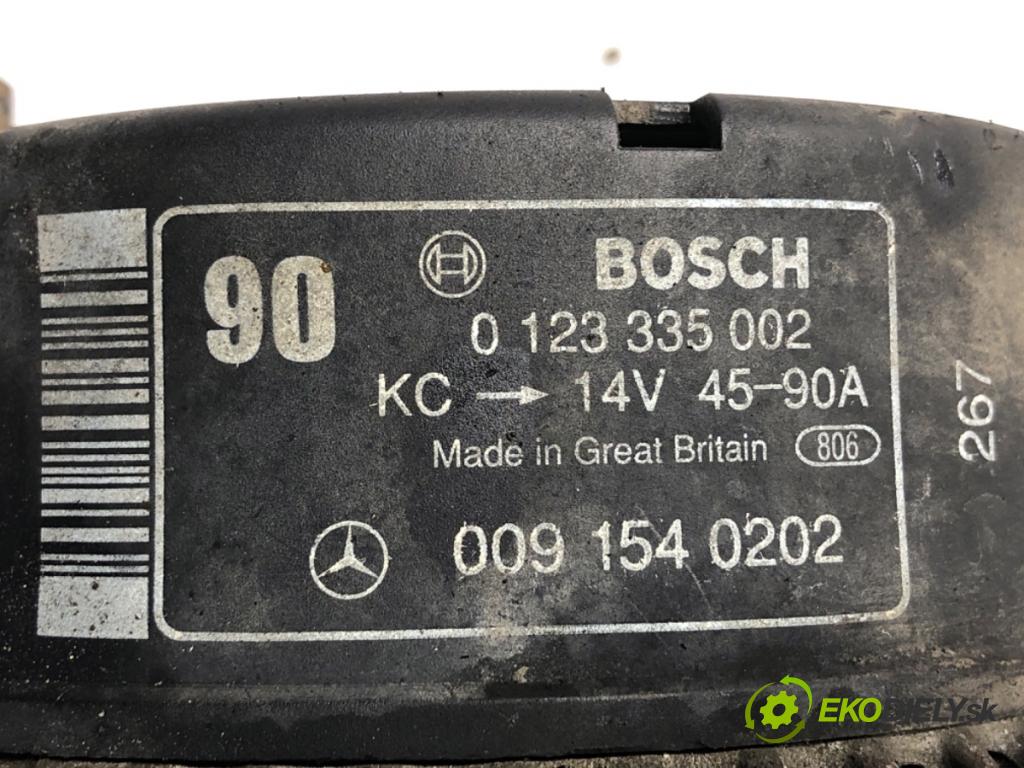 90
BOSCH
0 123 335 002
KC → 14V 45-90A
Made in Great Britain 806
009 154 0202
267
EKODIELY.sk